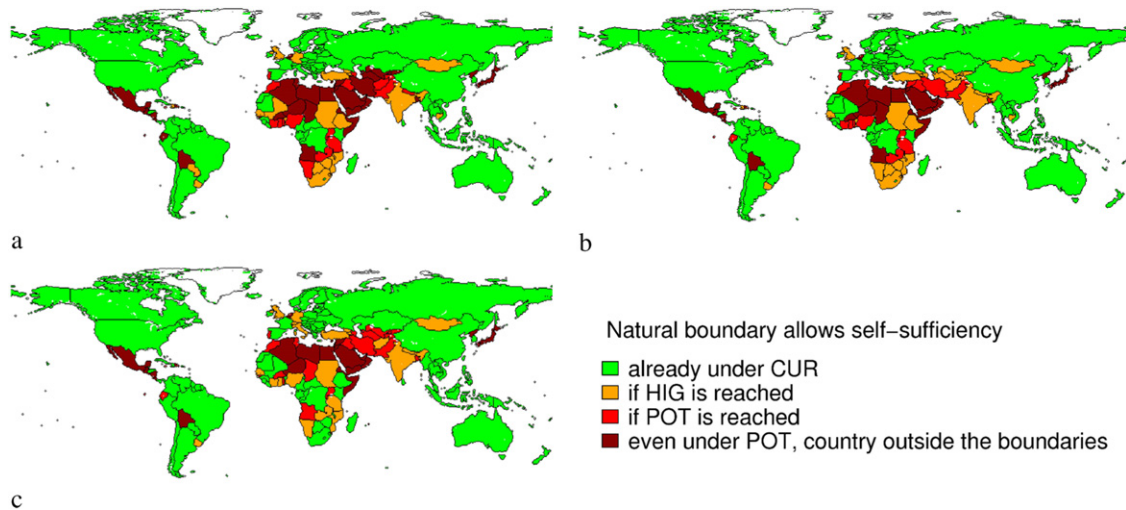 a
b
c
Natural boundary allows self-sufficiency
already under CUR
if HIG is reached
if POT is reached
even under POT, country outside the boundaries